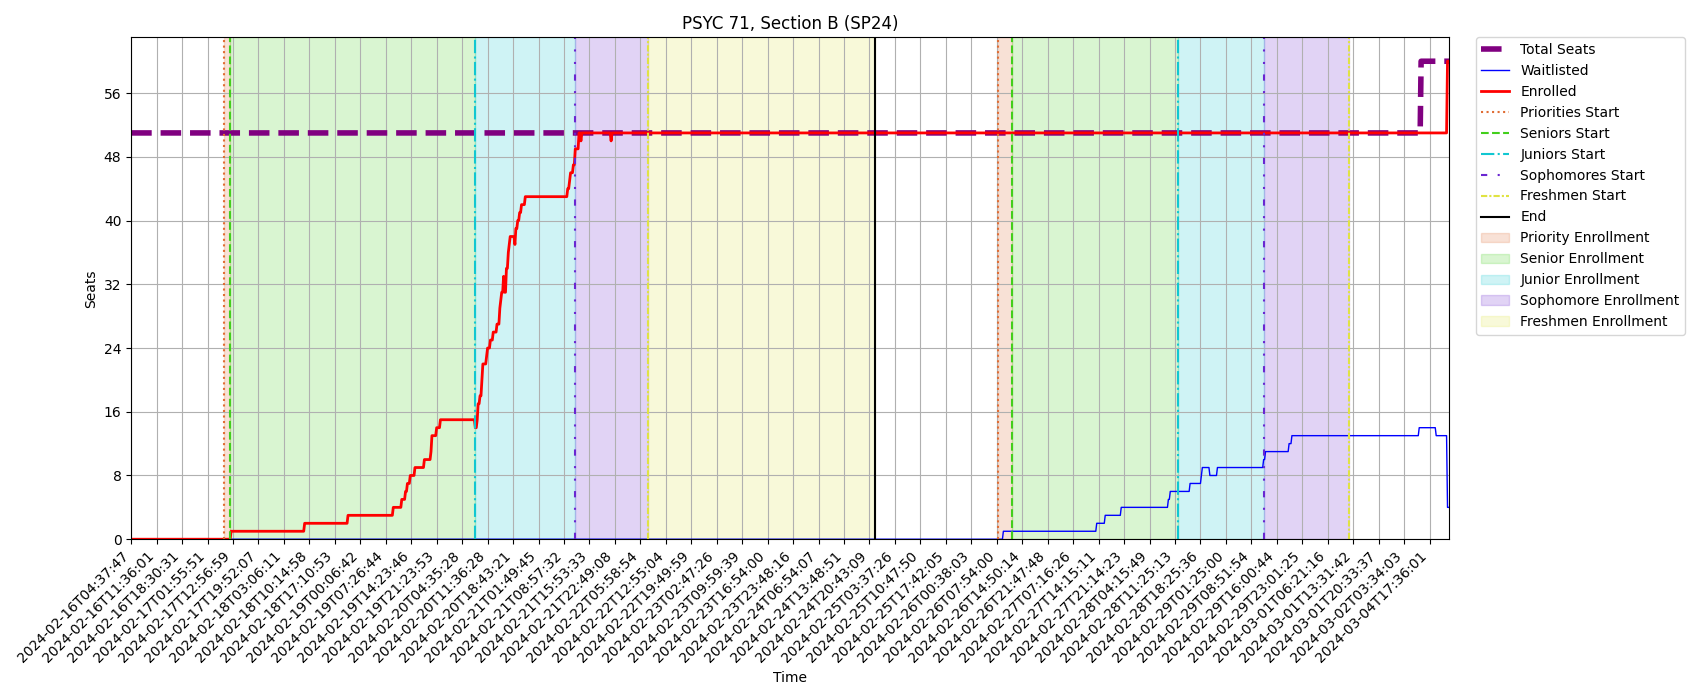 PSYC 71, Section B (SP24)
Total Seats
Waitlisted
Enrolled
Priorities Start
Seniors Start
Juniors Start
Sophomores Start
Freshmen Start
End
Priority Enrollment
Senior Enrollment
Junior Enrollment
Sophomore Enrollment
Freshmen Enrollment
Seats
56
48
40
32
24
16
8
0
2024-02-16T04:37:47
2024-02-16T11:36:01
2024-02-16T18:30:31
2024-02-17T01:55:51
2024-02-17T12:56:59
2024-02-17T19:52:07
2024-02-18T03:06:11
2024-02-18T10:14:58
2024-02-18T17:10:53
2024-02-19T00:06:42
2024-02-19T07:26:44
2024-02-19T14:23:46
2024-02-19T21:23:53
2024-02-20T04:35:28
2024-02-20T11:36:28
2024-02-20T18:43:21
2024-02-21T01:49:45
2024-02-21T08:57:32
2024-02-21T15:53:33
2024-02-21T22:49:08
2024-02-22T05:58:54
2024-02-22T12:55:04
2024-02-22T19:49:59
2024-02-23T02:47:26
2024-02-23T09:59:39
2024-02-23T16:54:00
2024-02-23T23:48:16
2024-02-24T06:54:07
2024-02-24T13:48:51
2024-02-24T20:43:09
2024-02-25T03:37:26
2024-02-25T10:47:50
2024-02-25T17:42:05
2024-02-26T00:38:03
2024-02-26T07:54:00
2024-02-26T14:50:14
2024-02-26T21:47:48
2024-02-27T07:16:25
2024-02-27T14:15:11
2024-02-27T21:14:23
2024-02-28T04:15:49
2024-02-28T11:25:13
2024-02-28T18:25:36
2024-02-29T01:25:00
2024-02-29T08:51:54
2024-02-29T16:00:44
2024-02-29T23:01:25
2024-03-01T06:21:16
2024-03-01T13:31:42
2024-03-01T20:33:37
2024-03-02T03:34:03
2024-03-04T17:36:01
Time